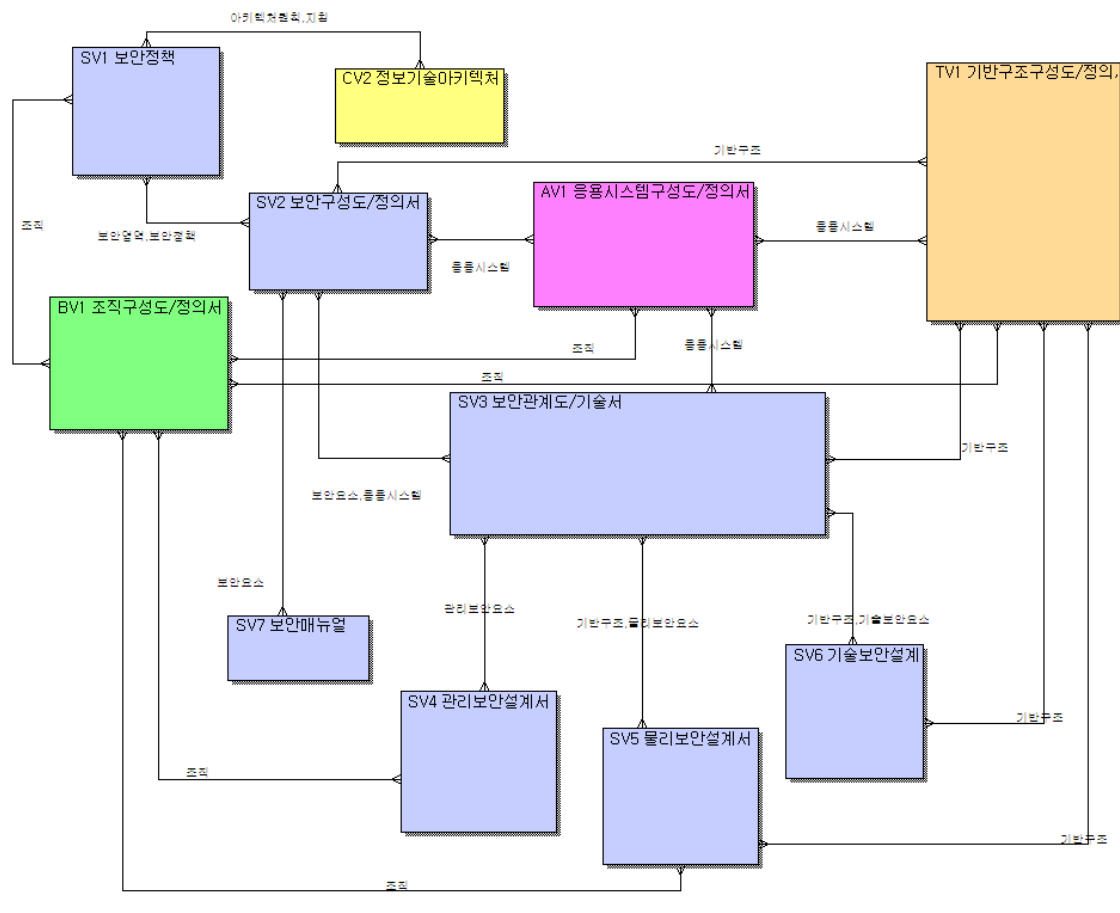 아키텍처원칙,지침
SV1 보안정책
CV2 정보기술아키텍처
TV1 기반구조구성도/정의,
기반구조
AV1 응용시스템구성도/정의서
SV2 보안구성도/정의서
조직
보안영역,보안정책
응용시스템
응용시스템
BV1 조직구성도/정의서
조직
응용시스템
조직
SV3 보안관계도/기술서
기반구조
보안요소,응용시스템
보안요소
관리보안요소
기반구조,물리보안요소
기반구조,기술보안요소
SV7 보안매뉴얼
SV6 기술보안설계
SV4 관리보안설계서
기반구조
SV5 물리보안설계서
조직
기반구조
조직